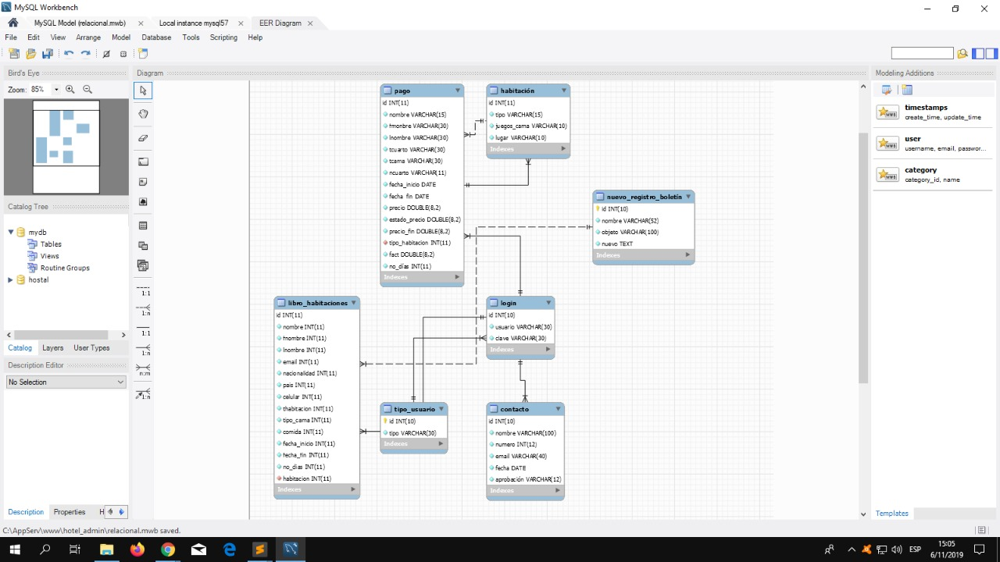 MySQL Workbench
MySQL Model (relacional.mwb)
Local instance mysql57
EER Diagram
File Edit View Arrange Model Database Tools Scripting Help
Bird's Eye
Zoom: 85%
Catalog Tree
mydb
Tables
Views
Routine Groups
hostal
Catalog Layers User Types
Description Editor
No Selection
Description Properties H
Diagram
1:1
1:n
1:1
1:n
n:m
1:n
pago
id INT(11)
nombre VARCHAR(15)
fmonbre VARCHAR(30)
lnombre VARCHAR(30)
tcuarto VARCHAR(30)
tcama VARCHAR(30)
ncuarto VARCHAR(11)
fecha_inicio DATE
fecha_fin DATE
precio DOUBLE(8,2)
estado_precio DOUBLE(8,2)
precio_fin DOUBLE(8,2)
tipo_habitacion INT(11)
fact DOUBLE(8,2)
no_días INT(11)
Indexes
habitación
id INT(11)
tipo VARCHAR(15)
juegos_cama VARCHAR(10)
lugar VARCHAR(10)
Indexes
nuevo_registro_boletín
id INT(10)
nombre VARCHAR(52)
objeto VARCHAR(100)
nuevo TEXT
Indexes
libro_habitaciones
id INT(11)
nombre INT(11)
fnombre INT(11)
lnombre INT(11)
email INT(11)
nacionalidad INT(11)
pais INT(11)
celular INT(11)
thabitacion INT(11)
tipo_cama INT(11)
comida INT(11)
fecha_inicio INT(11)
fecha_fin INT(11)
no_dias INT(11)
habitacion INT(11)
Indexes
login
id INT(10)
usuario VARCHAR(30)
clave VARCHAR(30)
Indexes
tipo_usuario
id INT(10)
tipo VARCHAR(30)
Indexes
contacto
id INT(10)
nombre VARCHAR(100)
numero INT(12)
email VARCHAR(40)
fecha DATE
aprobación VARCHAR(12)
Indexes
Modeling Additions
timestamps
create_time, update_time
user
username, email, passwor...
category
category_id, name
Templates
C:\AppServ\www\hotel_admin\relacional.mwb saved.
ESP
15:05
6/11/2019